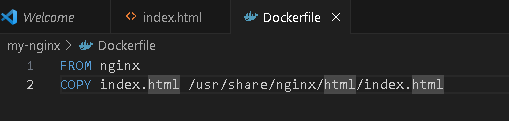 Welcome index.html Dockerfile
my-nginx > Dockerfile
1 FROM nginx
2 COPY index.html /usr/share/nginx/html/index.html